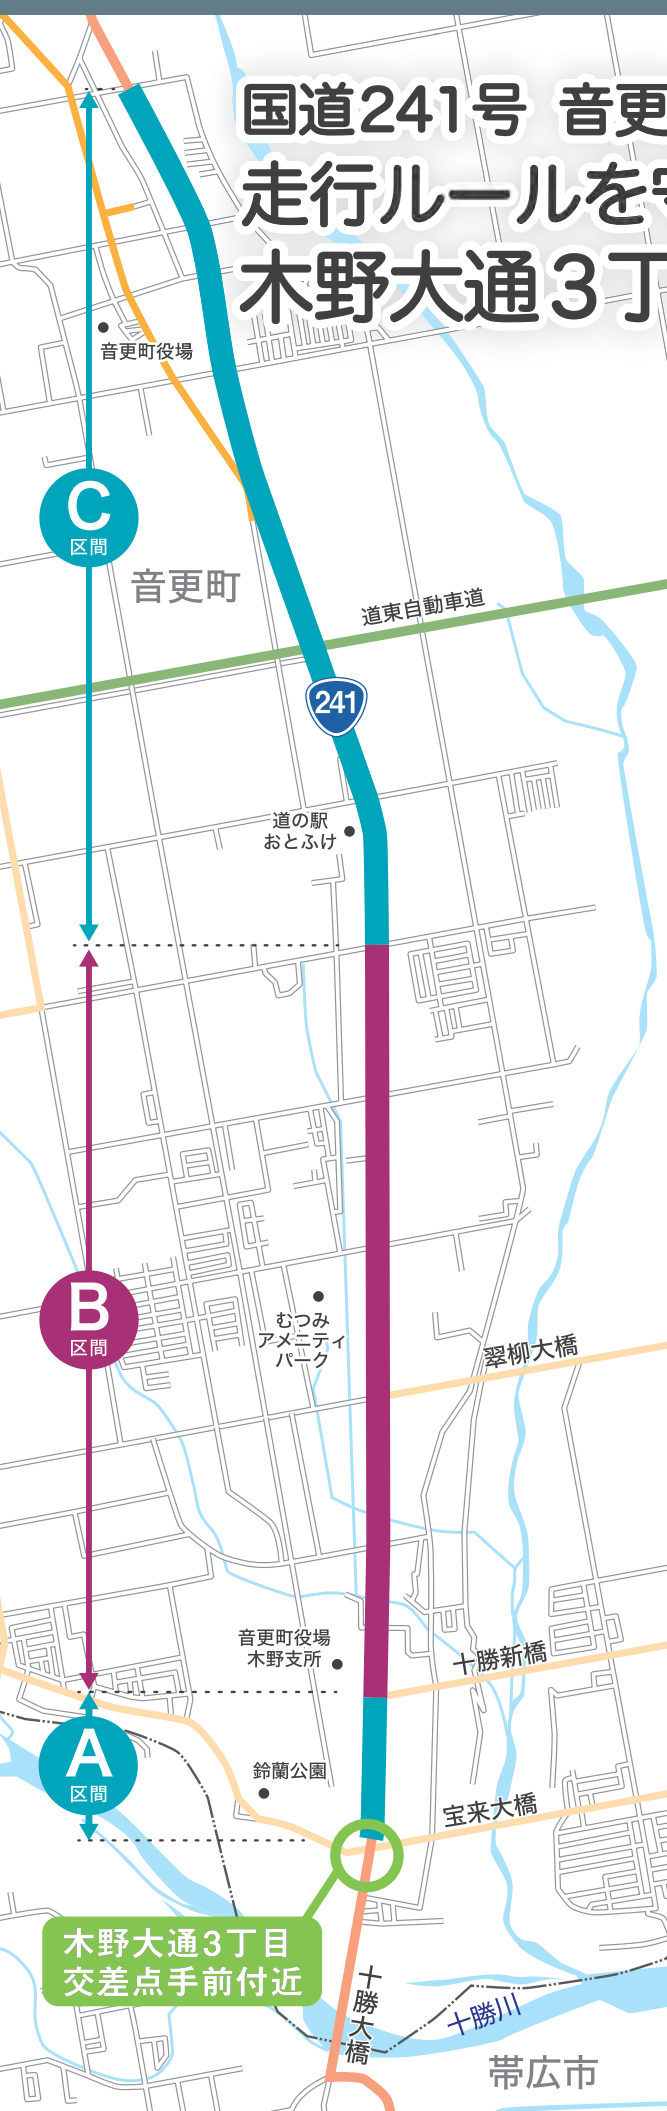 国道241号 音更
走行ルールを
木野大通3丁
音更町役場
C
区間
音更町
道東自動車道
241
道の駅
おとふけ
B
区間
むつみ
アメニティ
パーク
翠柳大橋
音更町役場
木野支所
十勝新橋
A
区間
鈴蘭公園
宝来大橋
木野大通3丁目
交差点手前付近
十勝大橋
十勝川
帯広市